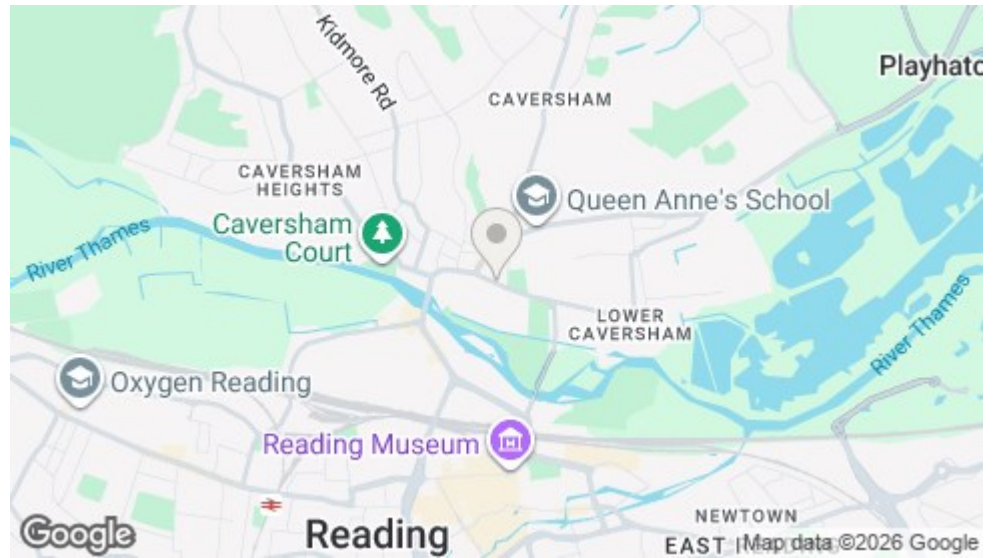 Kidmore Rd
Playhatc
CAVERSHAM
CAVERSHAM
HEIGHTS
Queen Anne's School
Caversham
Court
River Thames
LOWER
CAVERSHAM
River Thames
Oxygen Reading
Reading Museum
Reading
NEWTOWN
EAST
Google
Map data ©2026 Google